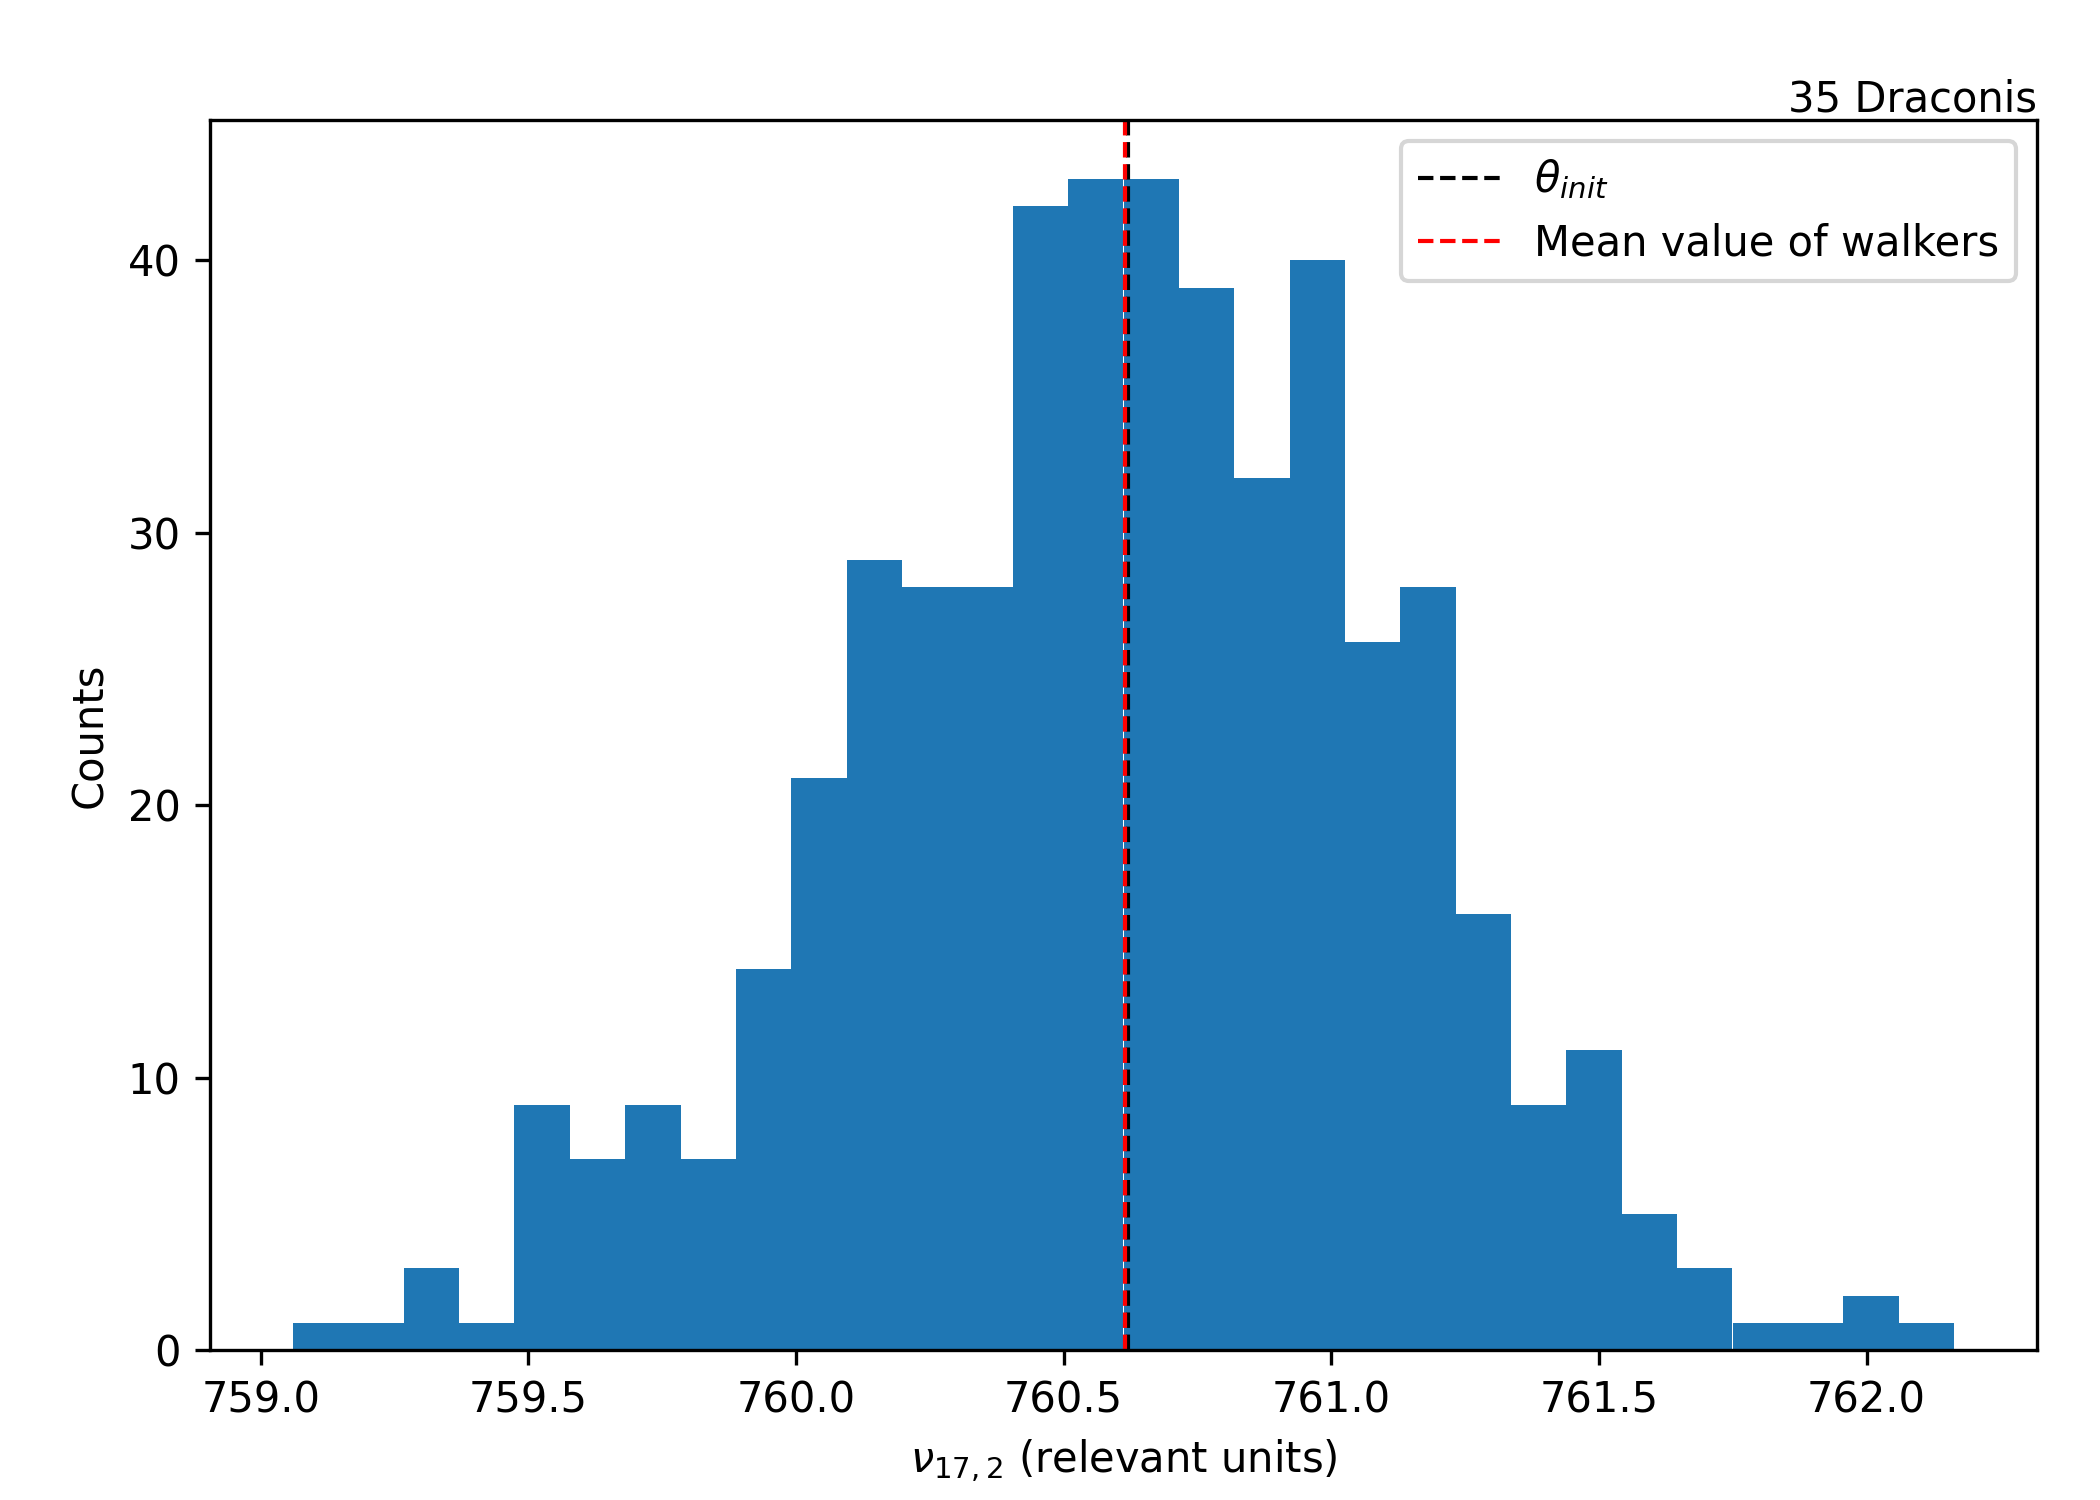 35 Draconis
θinit
Mean value of walkers
40
30
20
10
0
Counts
759.0 759.5 760.0 760.5 761.0 761.5 762.0
ν17, 2 (relevant units)